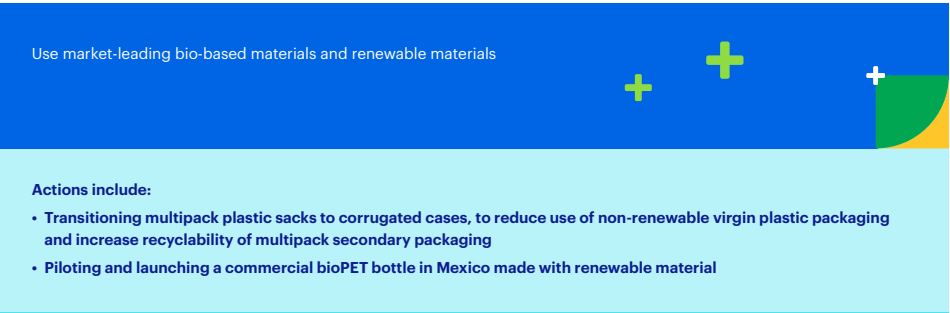 Use market-leading bio-based materials and renewable materials
Actions include:
• Transitioning multipack plastic sacks to corrugated cases, to reduce use of non-renewable virgin plastic packaging
and increase recyclability of multipack secondary packaging
• Piloting and launching a commercial bioPET bottle in Mexico made with renewable material